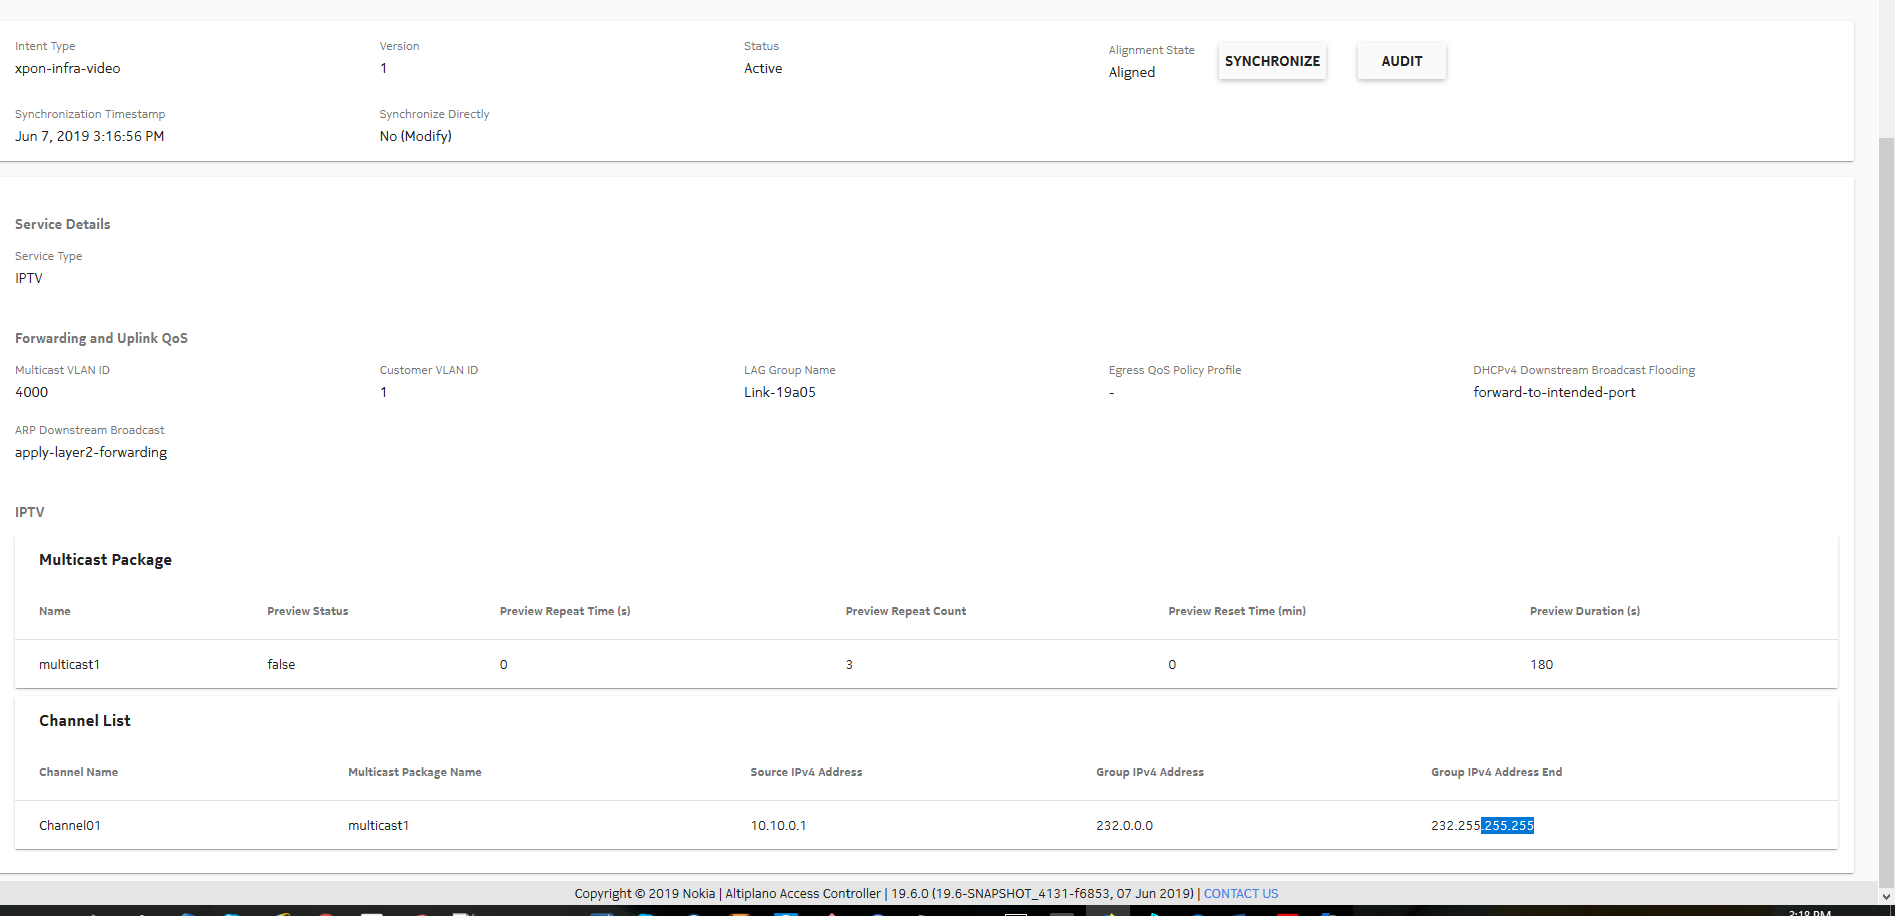 Intent Type Version Status Alignment State SYNCHRONIZE AUDIT
xpon-infra-video 1 Active Aligned
Synchronization Timestamp Synchronize Directly
Jun 7, 2019 3:16:56 PM No (Modify)
Service Details
Service Type
IPTV
Forwarding and Uplink QoS
Multicast VLAN ID Customer VLAN ID LAG Group Name Egress QoS Policy Profile DHCPv4 Downstream Broadcast Flooding
4000 1 Link-19a05 - forward-to-intended-port
ARP Downstream Broadcast
apply-layer2-forwarding
IPTV
Multicast Package
Name Preview Status Preview Repeat Time (s) Preview Repeat Count Preview Reset Time (min) Preview Duration (s)
multicast1 false 0 3 0 180
Channel List
Channel Name Multicast Package Name Source IPv4 Address Group IPv4 Address Group IPv4 Address End
Channel01 multicast1 10.10.0.1 232.0.0.0 232.255.255.255
Copyright © 2019 Nokia | Altiplano Access Controller | 19.6.0 (19.6-SNAPSHOT_4131-f6853, 07 Jun 2019) | CONTACT US